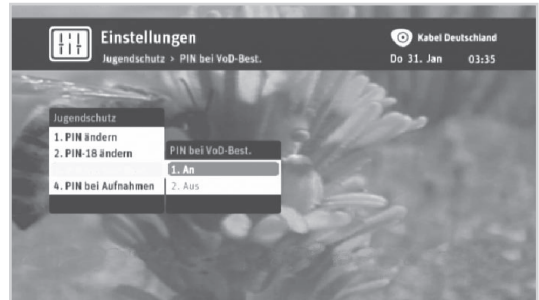 Einstellungen
Jugendschutz > PIN bei VoD-Best.
Kabel Deutschland
Do 31. Jan 03:35
Jugendschutz
1. PIN ändern
2. PIN-18 ändern
4. PIN bei Aufnahmen
PIN bei VoD-Best.
1. An
2. Aus